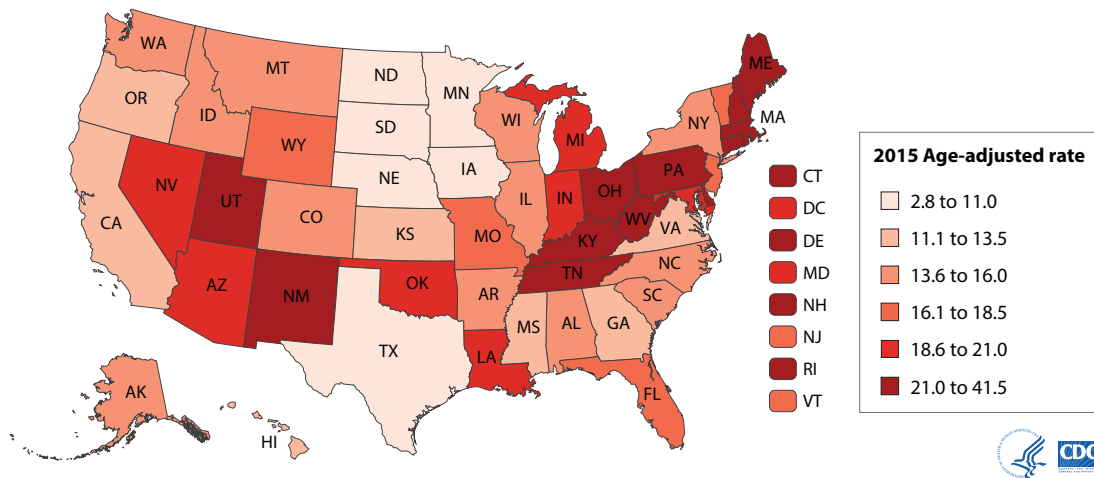 WA
MT
ND
MN
ME
OR
ID
SD
WI
NY
MA
WY
MI
NV
UT
CO
NE
IA
IL
IN
OH
PA
CA
KS
MO
KY
WV
VA
AZ
NM
OK
AR
TN
NC
SC
TX
LA
MS
AL
GA
FL
AK
HI
CT
DC
DE
MD
NH
NJ
RI
VT
2015 Age-adjusted rate
2.8 to 11.0
11.1 to 13.5
13.6 to 16.0
16.1 to 18.5
18.6 to 21.0
21.0 to 41.5
CDC